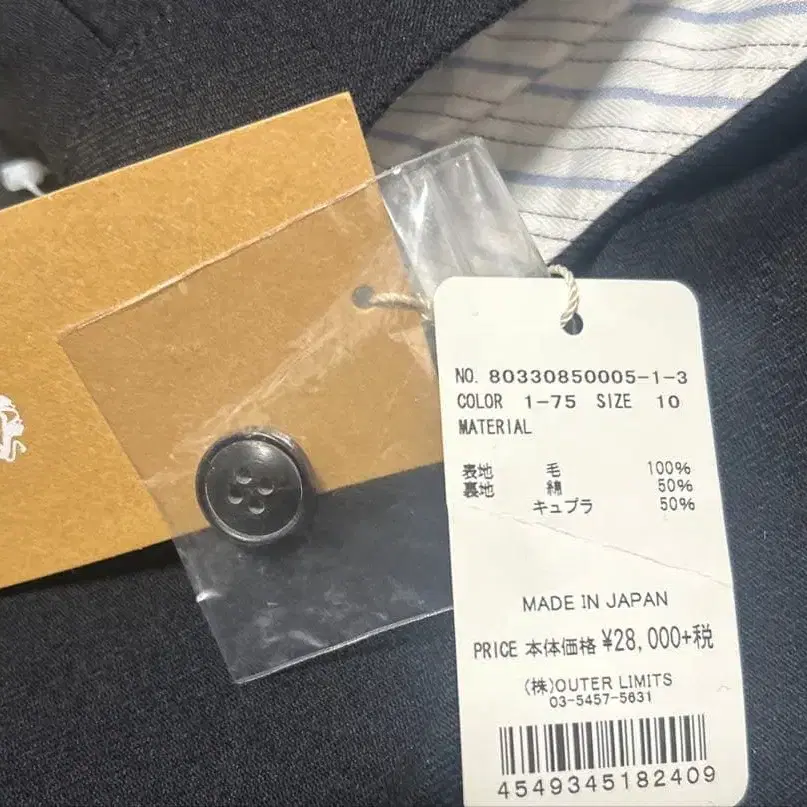 NO. 80330850005-1-3
COLOR 1-75 SIZE 10
MATERIAL
表地 毛 100%
裏地 綿 50%
キュプラ 50%
MADE IN JAPAN
PRICE 本体価格 ¥28,000+税
(株)OUTER LIMITS
03-5457-5631
4549345182409